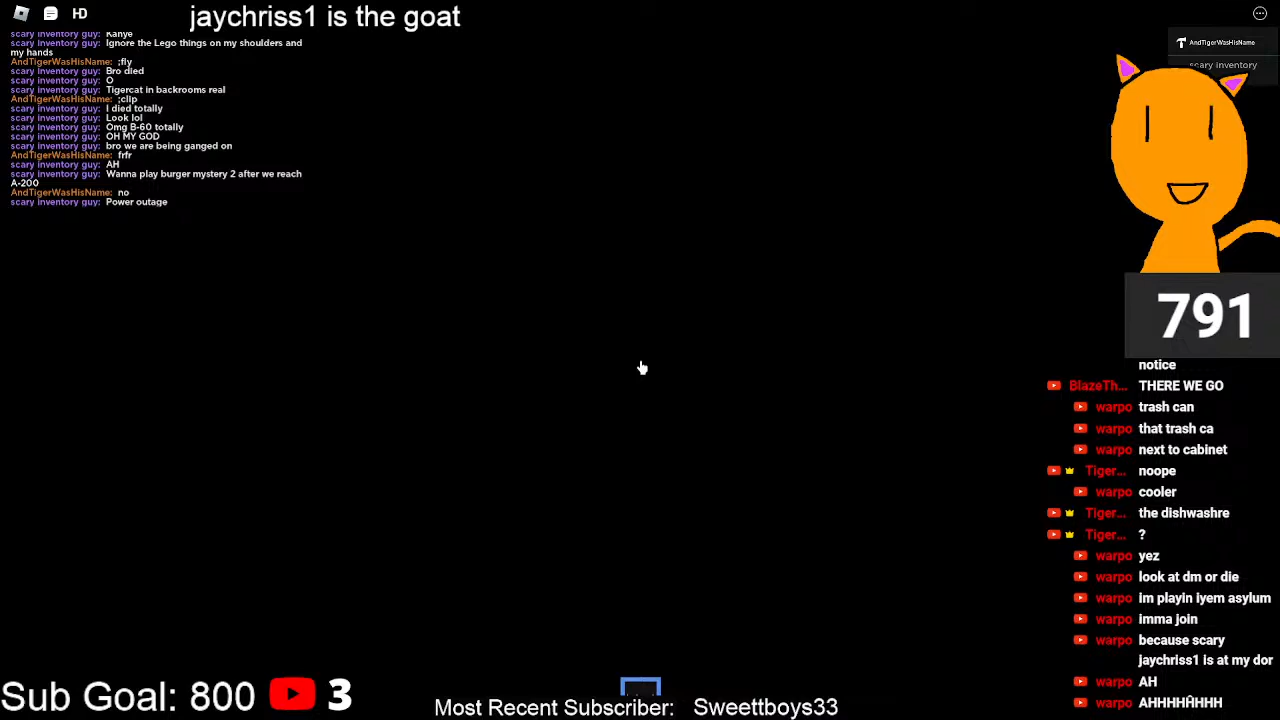 HD
jaychriss1 is the goat
scary inventory guy: Kanye
scary inventory guy: Ignore the Lego things on my shoulders and
my hands
AndTigerWasHisName: ;fly
scary inventory guy: Bro died
scary inventory guy: O
scary inventory guy: Tigercat in backrooms real
AndTigerWasHisName: ;clip
scary inventory guy: I died totally
scary inventory guy: Look lol
scary inventory guy: Omg B-60 totally
scary inventory guy: OH MY GOD
scary inventory guy: bro we are being ganged on
AndTigerWasHisName: frfr
scary inventory guy: AH
scary inventory guy: Wanna play burger mystery 2 after we reach
A-200
AndTigerWasHisName: no
scary inventory guy: Power outage
AndTigerWasHisName
scary inventory
791
notice
BlazeTh... THERE WE GO
warpo trash can
warpo that trash ca
warpo next to cabinet
Tiger... noope
warpo cooler
Tiger... the dishwashre
Tiger... ?
warpo yez
warpo look at dm or die
warpo im playin iyem asylum
warpo imma join
warpo because scary
jaychriss1 is at my dor
warpo AH
warpo AHHHHÂHHH
Sub Goal: 800 3
Most Recent Subscriber: Sweettboys33